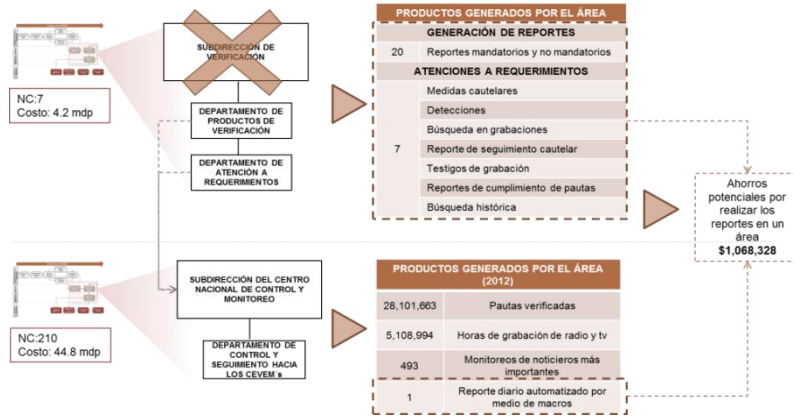 NC:7
Costo: 4.2 mdp
SUBDIRECCIÓN DE
VERIFICACIÓN
DEPARTAMENTO DE
PRODUCTOS DE
VERIFICACIÓN
DEPARTAMENTO DE
ATENCIÓN A
REQUERIMIENTOS
PRODUCTOS GENERADOS POR EL ÁREA
GENERACIÓN DE REPORTES
20 Reportes mandatorios y no mandatorios
ATENCIONES A REQUERIMIENTOS
7
Medidas cautelares
Detecciones
Búsqueda en grabaciones
Reporte de seguimiento cautelar
Testigos de grabación
Reportes de cumplimiento de pautas
Búsqueda histórica
Ahorros
potenciales por
realizar los
reportes en un
área
$1,068,328
NC:210
Costo: 44.8 mdp
SUBDIRECCIÓN DEL CENTRO
NACIONAL DE CONTROL Y
MONITOREO
DEPARTAMENTO DE
CONTROL Y
SEGUIMIENTO HACIA
LOS CEVEM´s
PRODUCTOS GENERADOS POR EL ÁREA
(2012)
28,101,663 Pautas verificadas
5,108,994 Horas de grabación de radio y tv
493 Monitoreos de noticieros más
importantes
1 Reporte diario automatizado por
medio de macros